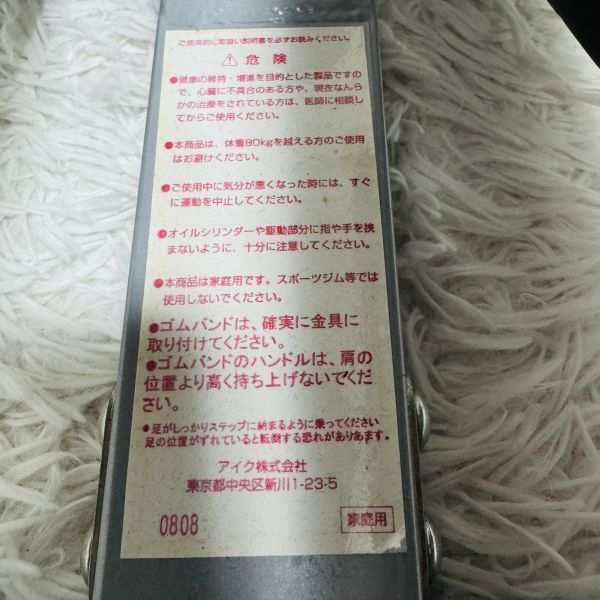 ご使用前に取扱い説明書を必ずお読みください。
⚠ 危 険
●健康の維持・増進を目的とした製品ですの
で、心臓に不具合のある方や、現在なんら
かの治療をされている方は、医師に相談し
てからご使用ください。
●本商品は、体重80kgを越える方のご使用
はお避けください。
●ご使用中に気分が悪くなった時には、すぐ
に運動を中止してください。
●オイルシリンダーや駆動部分に指や手を挟
まないように、十分に注意してください。
●本商品は家庭用です。スポーツジム等では
使用しないでください。
●ゴムバンドは、確実に金具に
取り付けてください。
●ゴムバンドのハンドルは、肩の
位置より高く持ち上げないでくだ
さい。
●足がしっかりステップに納まるように乗ってください
足の位置がずれていると転倒する恐れがありあます。
アイク株式会社
東京都中央区新川1-23-5
0808
家庭用